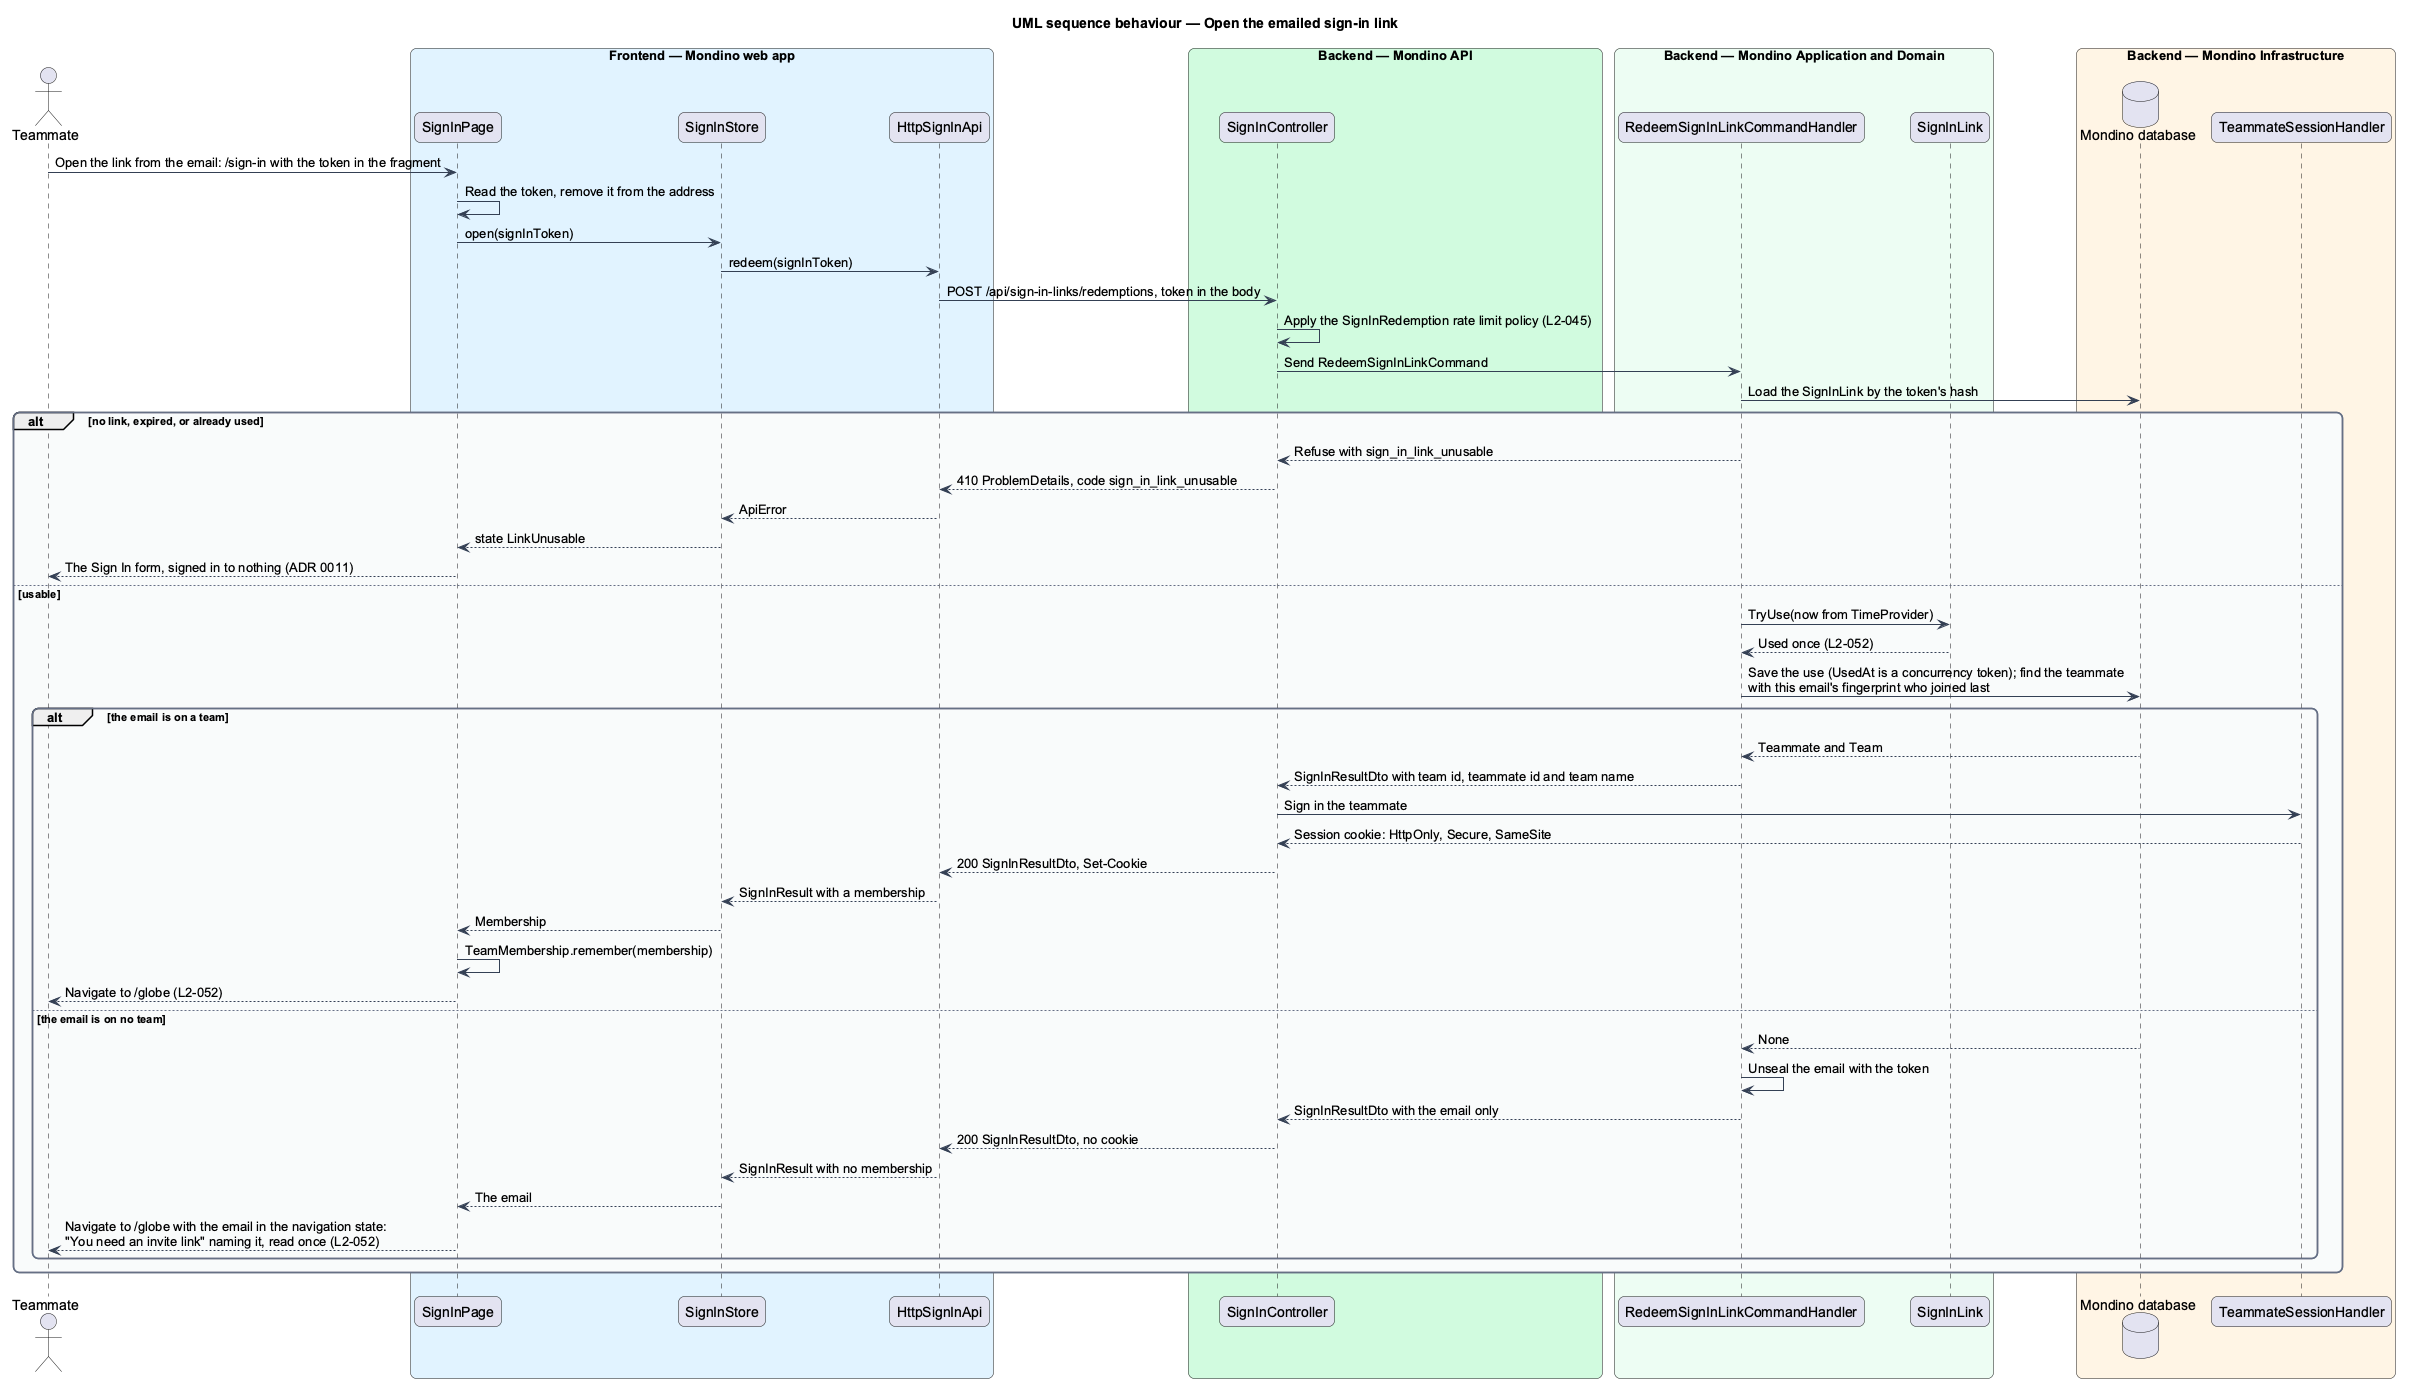 UML sequence behaviour — Open the emailed sign-in link
Frontend — Mondino web app
Backend — Mondino API
Backend — Mondino Application and Domain
Backend — Mondino Infrastructure
Teammate
SignInPage
SignInStore
HttpSignInApi
SignInController
RedeemSignInLinkCommandHandler
SignInLink
Mondino database
TeammateSessionHandler
Open the link from the email: /sign-in with the token in the fragment
Read the token, remove it from the address
open(signInToken)
redeem(signInToken)
POST /api/sign-in-links/redemptions, token in the body
Apply the SignInRedemption rate limit policy (L2-045)
Send RedeemSignInLinkCommand
Load the SignInLink by the token's hash
alt
[no link, expired, or already used]
Refuse with sign_in_link_unusable
410 ProblemDetails, code sign_in_link_unusable
ApiError
state LinkUnusable
The Sign In form, signed in to nothing (ADR 0011)
[usable]
TryUse(now from TimeProvider)
Used once (L2-052)
Save the use (UsedAt is a concurrency token); find the teammate
with this email's fingerprint who joined last
alt
[the email is on a team]
Teammate and Team
SignInResultDto with team id, teammate id and team name
Sign in the teammate
Session cookie: HttpOnly, Secure, SameSite
200 SignInResultDto, Set-Cookie
SignInResult with a membership
Membership
TeamMembership.remember(membership)
Navigate to /globe (L2-052)
[the email is on no team]
None
Unseal the email with the token
SignInResultDto with the email only
200 SignInResultDto, no cookie
SignInResult with no membership
The email
Navigate to /globe with the email in the navigation state:
"You need an invite link" naming it, read once (L2-052)
Teammate
SignInPage
SignInStore
HttpSignInApi
SignInController
RedeemSignInLinkCommandHandler
SignInLink
Mondino database
TeammateSessionHandler